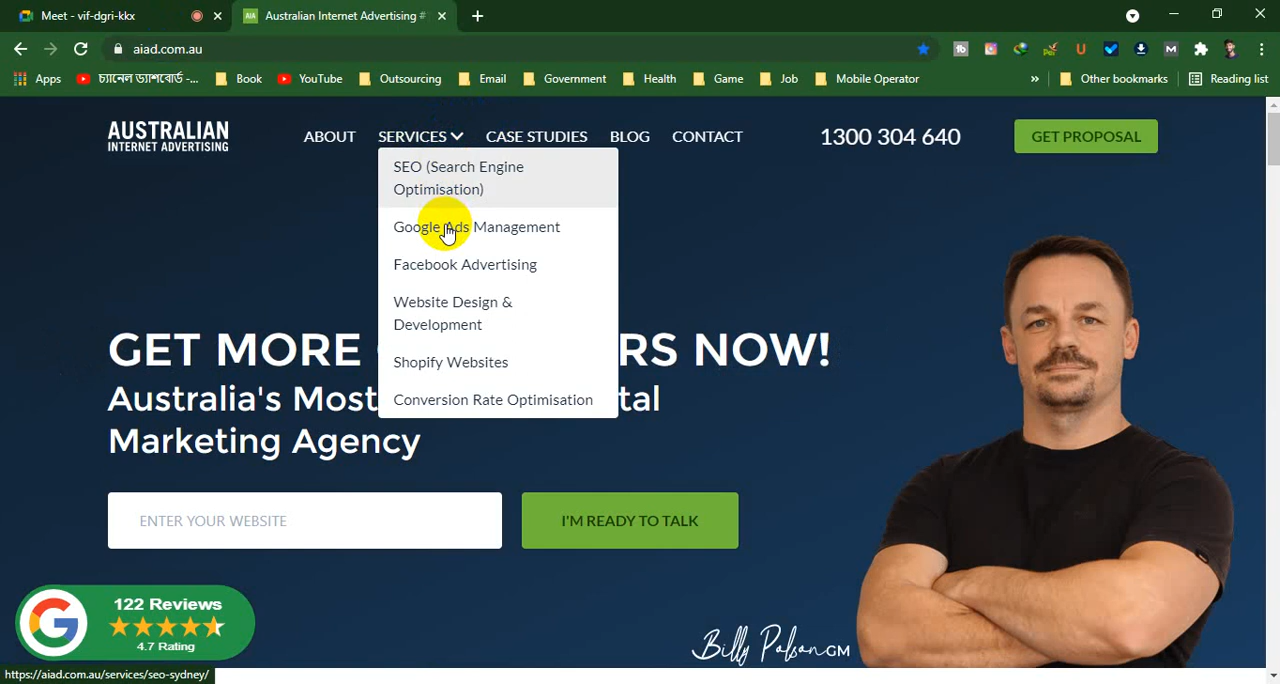 Meet - vif-dgri-kkx
Australian Internet Advertising #
aiad.com.au
Apps
চ্যানেল ড্যাশবোর্ড -...
Book
YouTube
Outsourcing
Email
Government
Health
Game
Job
Mobile Operator
»
Other bookmarks
Reading list
AUSTRALIAN
INTERNET ADVERTISING
ABOUT
SERVICES
CASE STUDIES
BLOG
CONTACT
1300 304 640
GET PROPOSAL
SEO (Search Engine
Optimisation)
Google Ads Management
Facebook Advertising
Website Design &
Development
Shopify Websites
Conversion Rate Optimisation
GET MORE RS NOW!
Australia's Most tal
Marketing Agency
ENTER YOUR WEBSITE
I'M READY TO TALK
122 Reviews
4.7 Rating
Billy Polson GM
https://aiad.com.au/services/seo-sydney/